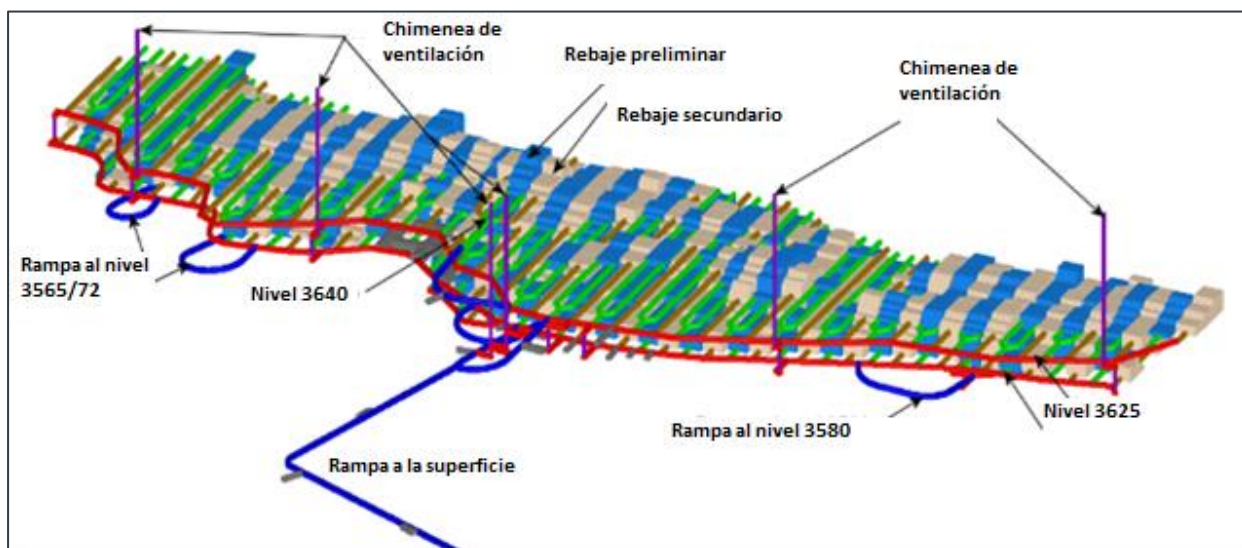 Chimenea de
ventilación
Rebaje preliminar
Rebaje secundario
Chimenea de
ventilación
Rampa al nivel
3565/72
Nivel 3640
Rampa al nivel 3580
Nivel 3625
Rampa a la superficie